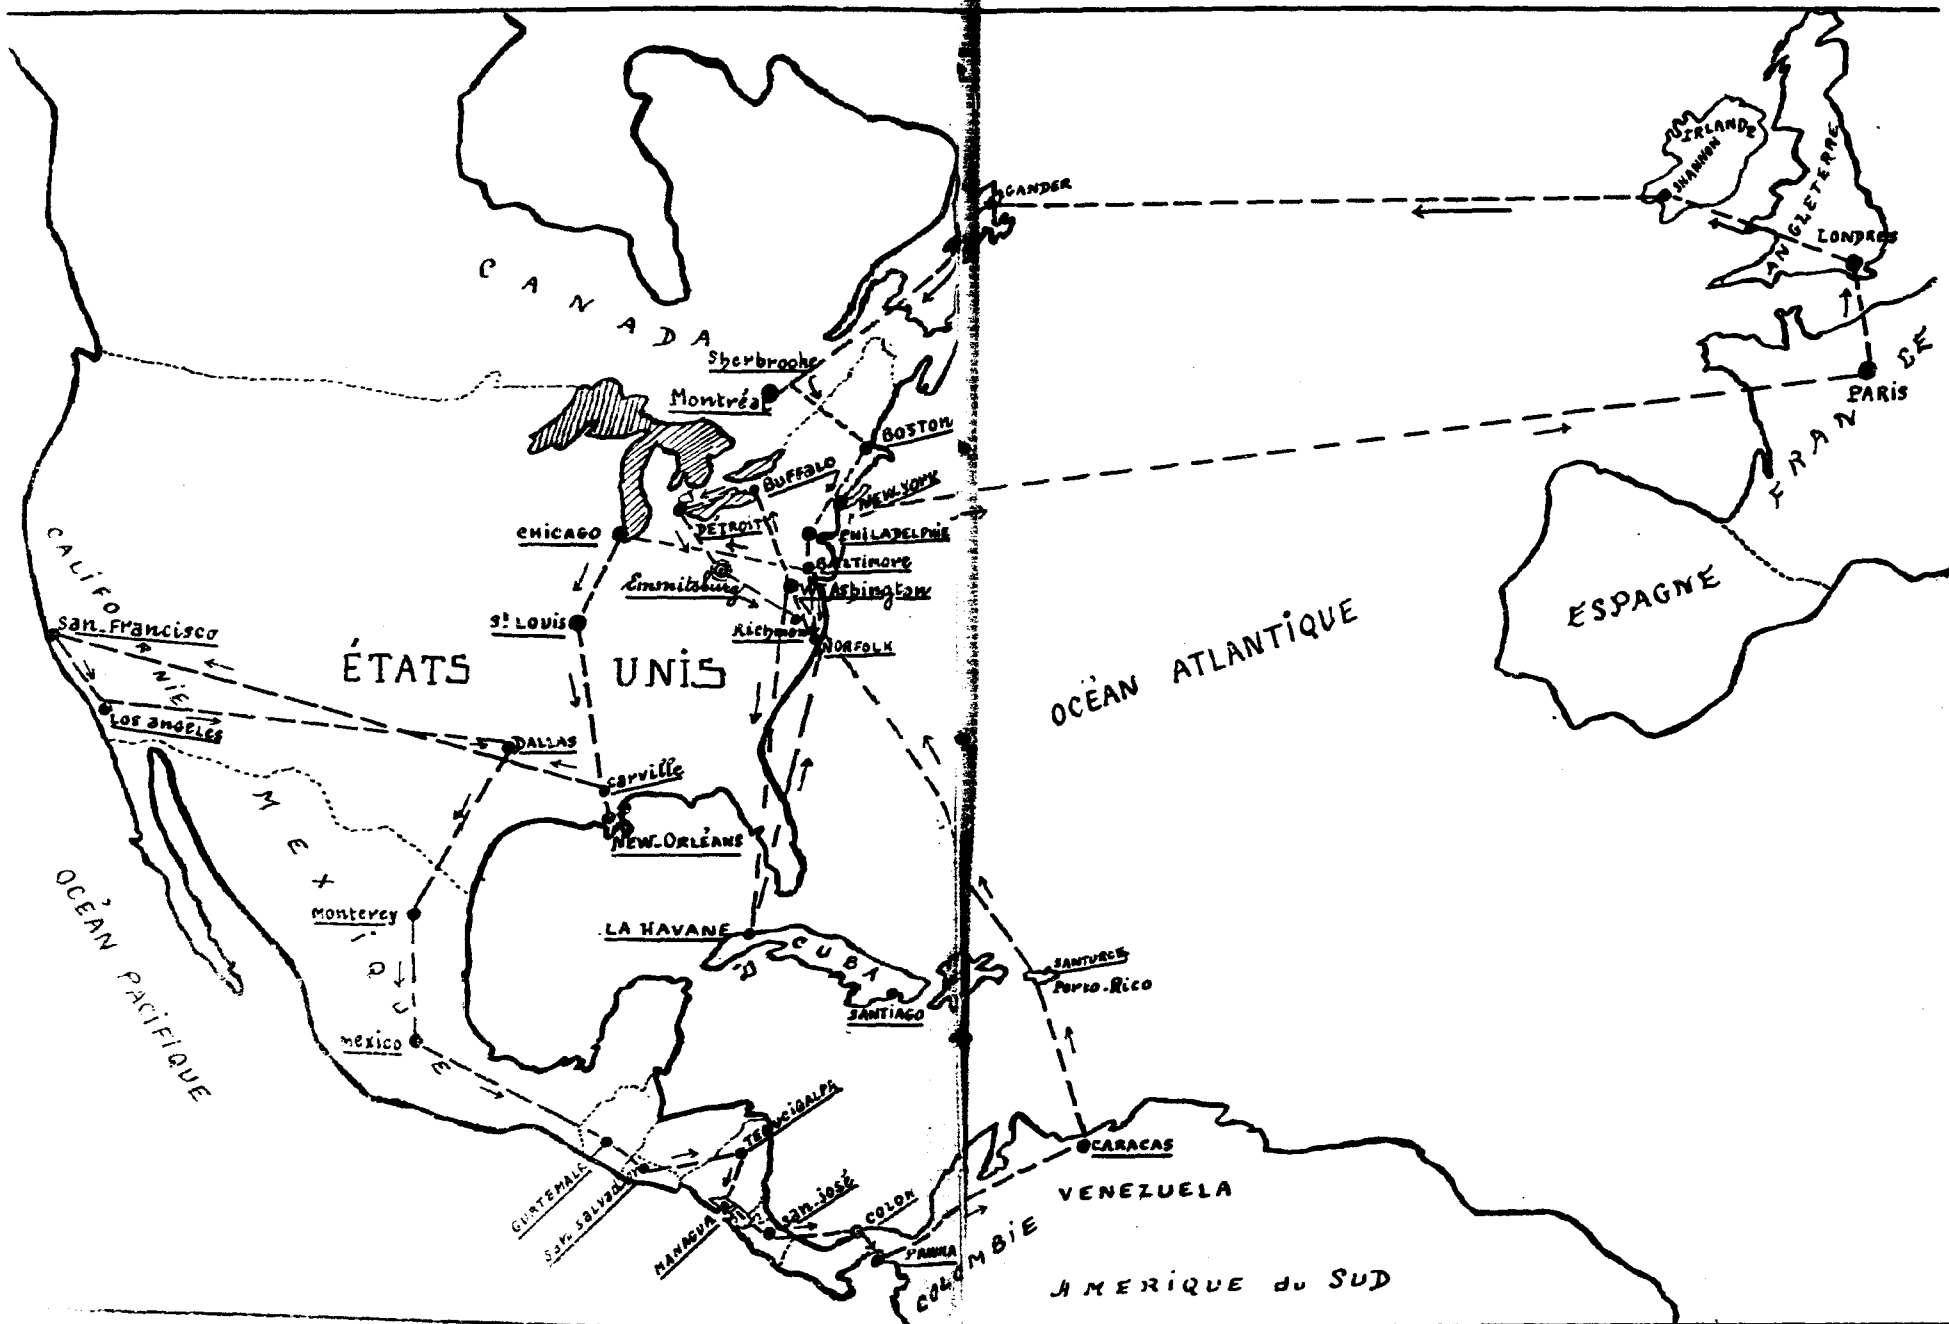 CANADA
GANDER
IRLANDE
SHANNON
ANGLETERRE
LONDRES
PARIS
FRANCE
Sherbrooke
Montréal
BOSTON
BUFFALO
NEW YORK
DÉTROIT
PHILADELPHIE
CHICAGO
BALTIMORE
Emmitsburg
WASHINGTON
Richmond
NORFOLK
St LOUIS
CALIFORNIE
San-Francisco
ÉTATS UNIS
Los angeles
DALLAS
Carville
NEW-ORLÉANS
OCËAN ATLANTIQUE
ESPAGNE
MEXIQUE
Monterey
OCÉAN PACIFIQUE
LA HAVANE
CUBA
SANTIAGO
SANTURCE
Porto-Rico
mexico
TEGUCIGALPA
GUATEMALE
San Salvador
MANAGUA
San-José
COLON
PANAMA
CARACAS
VENEZUELA
COLOMBIE
AMERIQUE du SUD